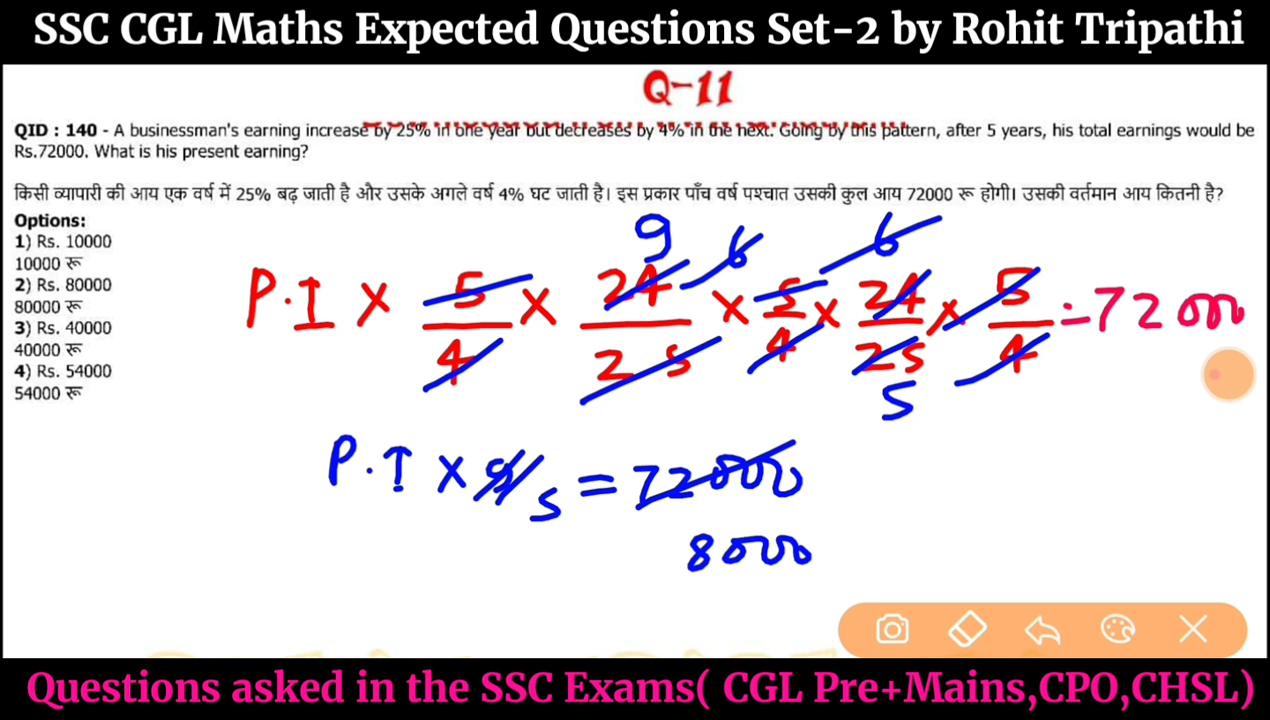 SSC CGL Maths Expected Questions Set-2 by Rohit Tripathi
Q-11
QID : 140 - A businessman's earning increase by 25% in one year but decreases by 4% in the next. Going by this pattern, after 5 years, his total earnings would be
Rs.72000. What is his present earning?
किसी व्यापारी की आय एक वर्ष में 25% बढ़ जाती है और उसके अगले वर्ष 4% घट जाती है। इस प्रकार पाँच वर्ष पश्चात उसकी कुल आय 72000 रू होगी। उसकी वर्तमान आय कितनी है?
Options:
1) Rs. 10000
10000 रू
2) Rs. 80000
80000 रू
3) Rs. 40000
40000 रू
4) Rs. 54000
54000 रू
9 6 6
P.I × 5/4 × 24/25 × 5/4 × 24/25 × 5/4 = 72000
5
P.I × 9/5 = 72000
8000
Questions asked in the SSC Exams( CGL Pre+Mains,CPO,CHSL)